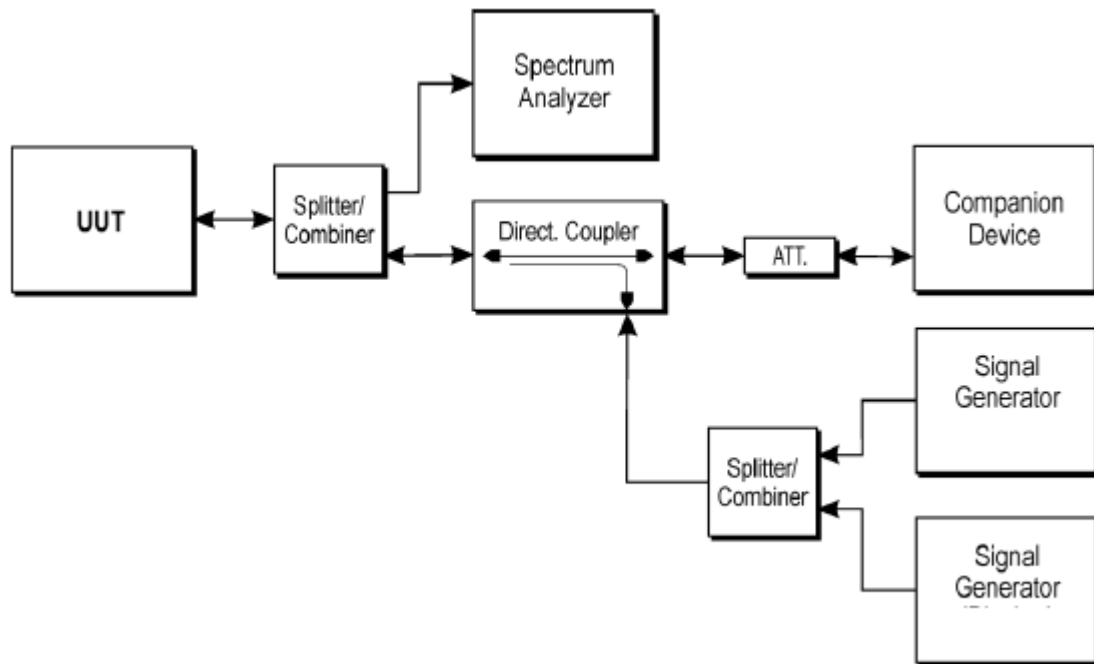 Spectrum
Analyzer
UUT
Splitter/
Combiner
Direct. Coupler
ATT.
Companion
Device
Signal
Generator
Splitter/
Combiner
Signal
Generator